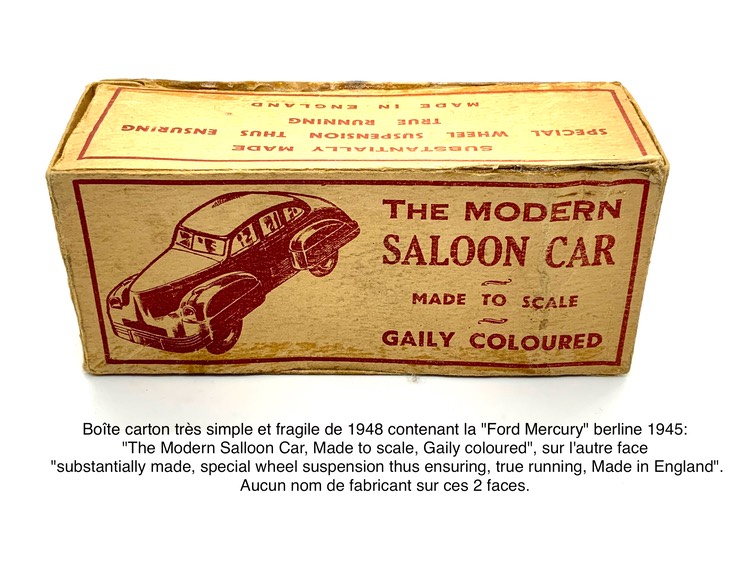 SUBSTANTIALLY MADE
SPECIAL WHEEL SUSPENSION THUS ENSURING
TRUE RUNNING
MADE IN ENGLAND
THE MODERN
SALOON CAR
MADE TO SCALE
GAILY COLOURED
Boîte carton très simple et fragile de 1948 contenant la "Ford Mercury" berline 1945:
"The Modern Salloon Car, Made to scale, Gaily coloured", sur l'autre face
"substantially made, special wheel suspension thus ensuring, true running, Made in England".
Aucun nom de fabricant sur ces 2 faces.